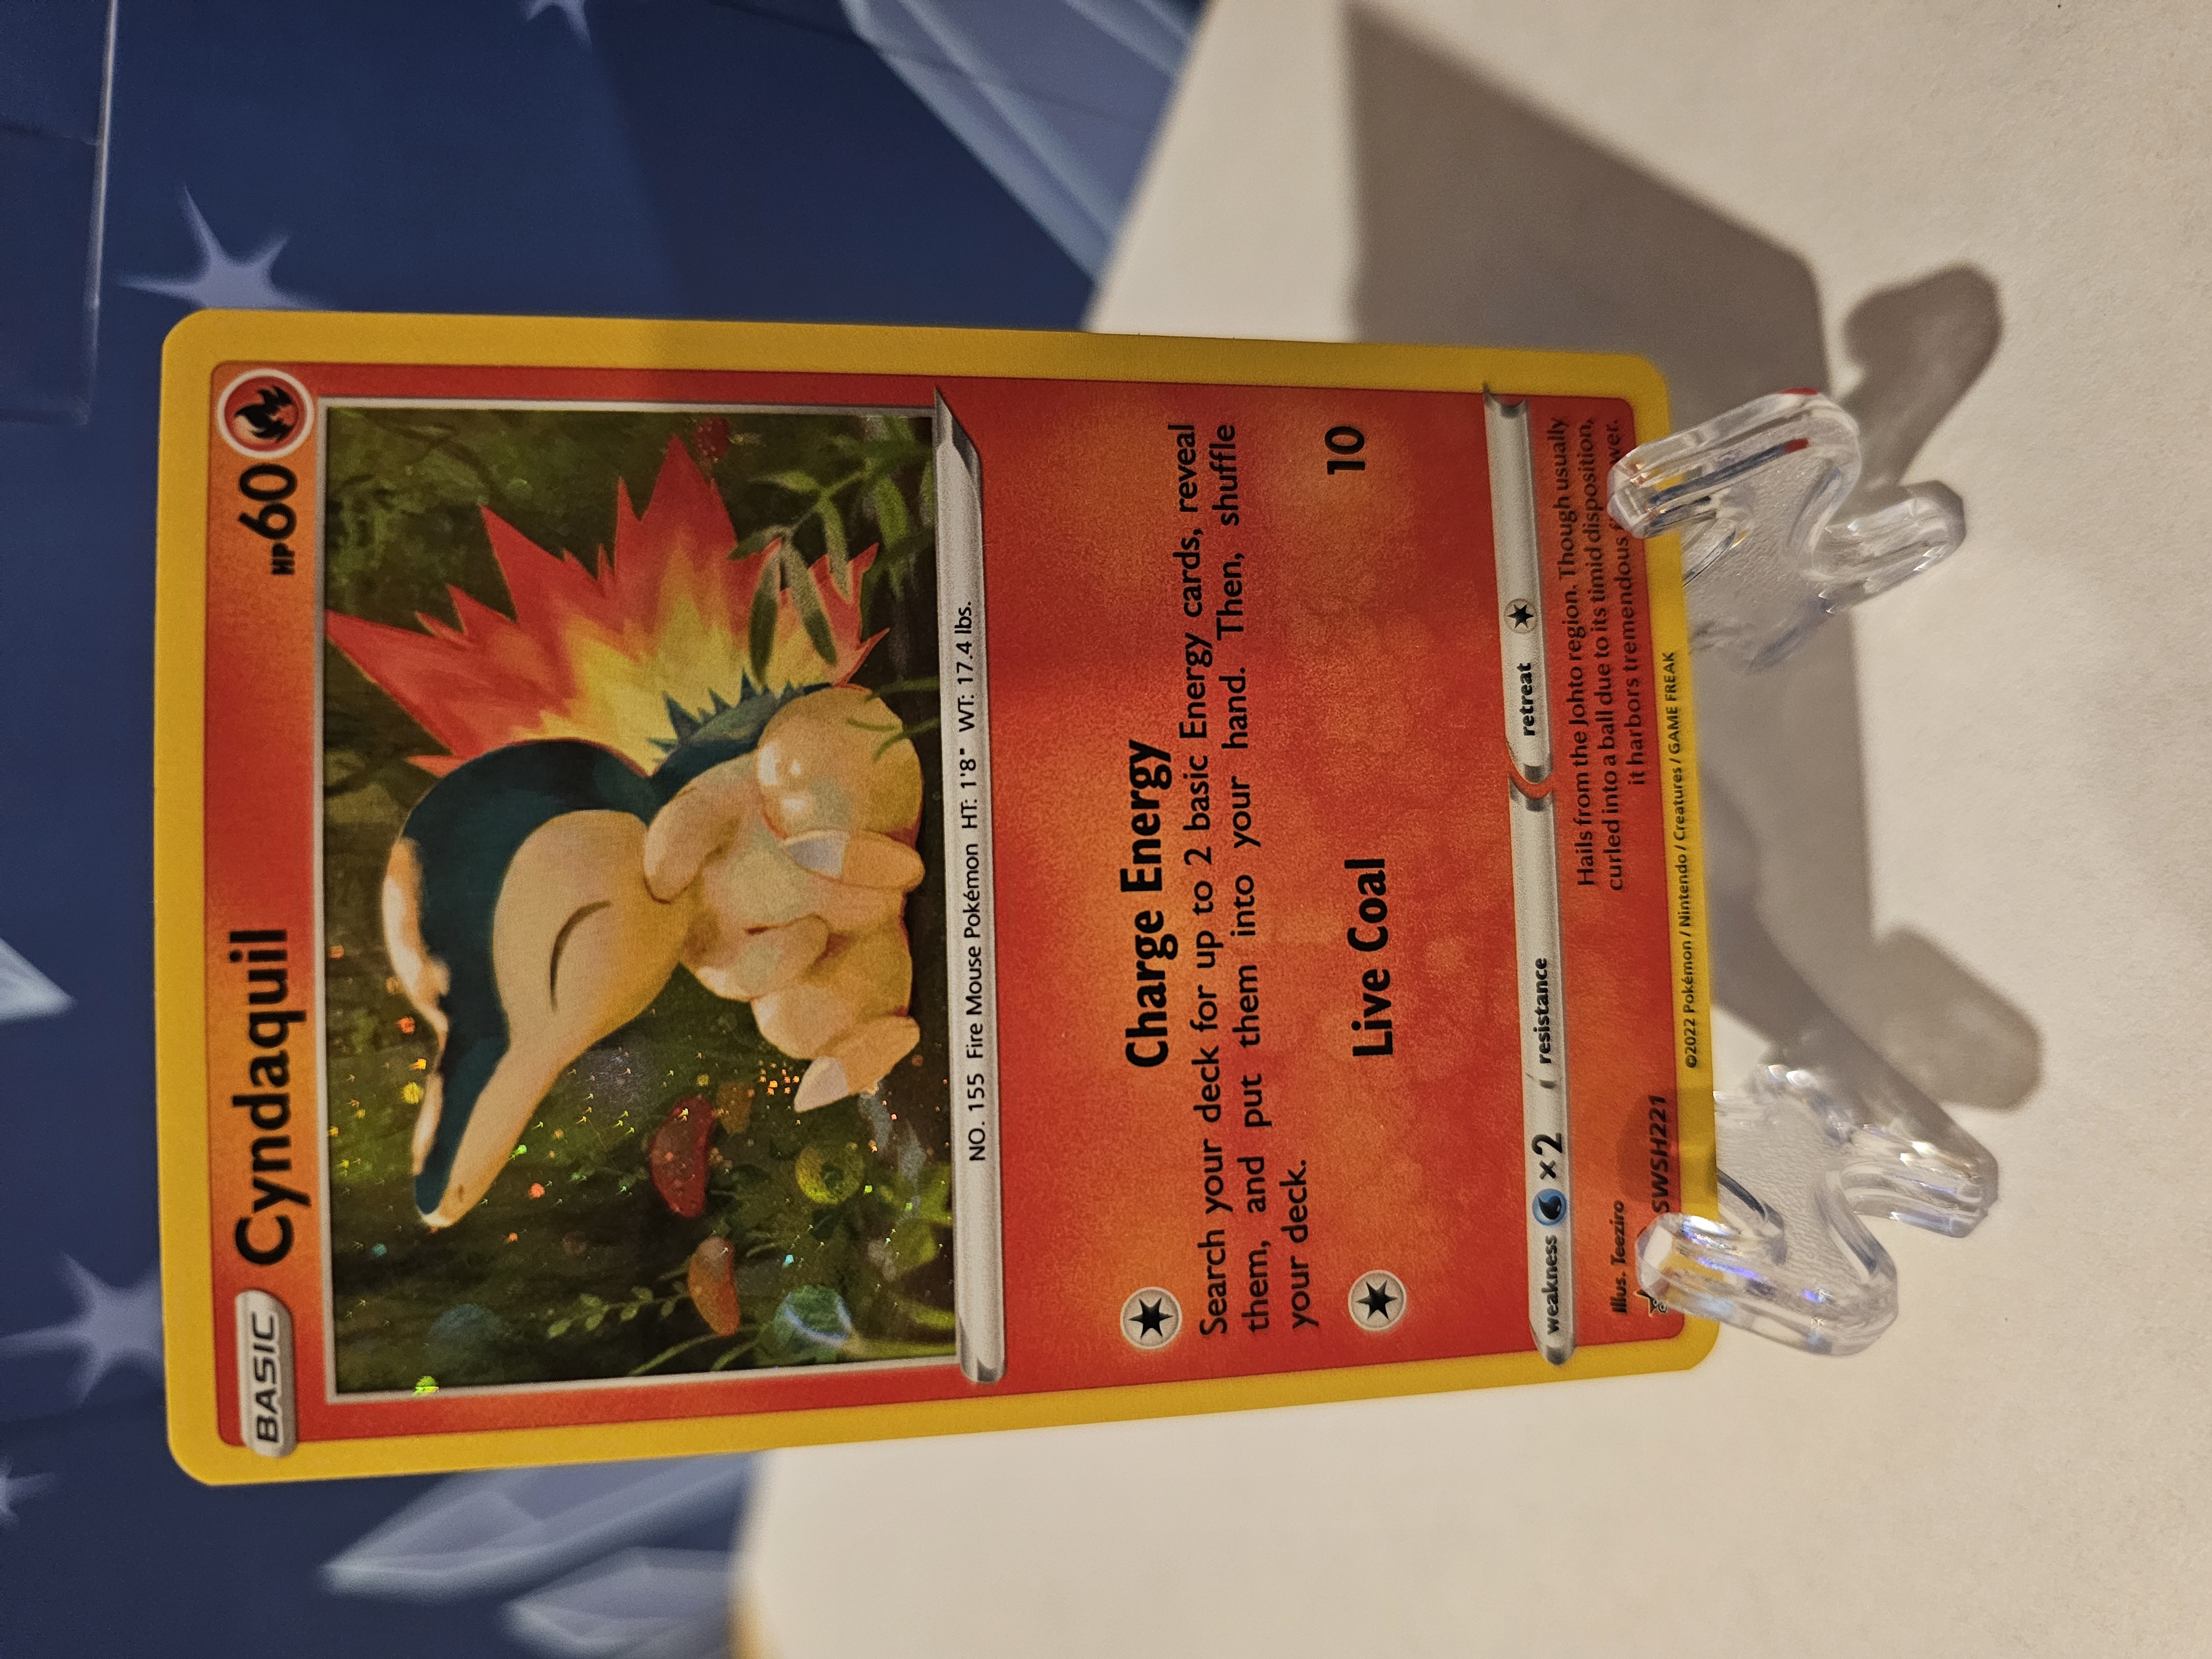 BASIC Cyndaquil HP 60
NO. 155 Fire Mouse Pokémon HT: 1'8" WT: 17.4 lbs.
Charge Energy
Search your deck for up to 2 basic Energy cards, reveal
them, and put them into your hand. Then, shuffle
your deck.
Live Coal 10
weakness ×2 resistance retreat
Hails from the Johto region. Though usually
curled into a ball due to its timid disposition,
it harbors tremendous
Illus. Teeziro
SWSH221
©2022 Pokémon / Nintendo / Creatures / GAME FREAK